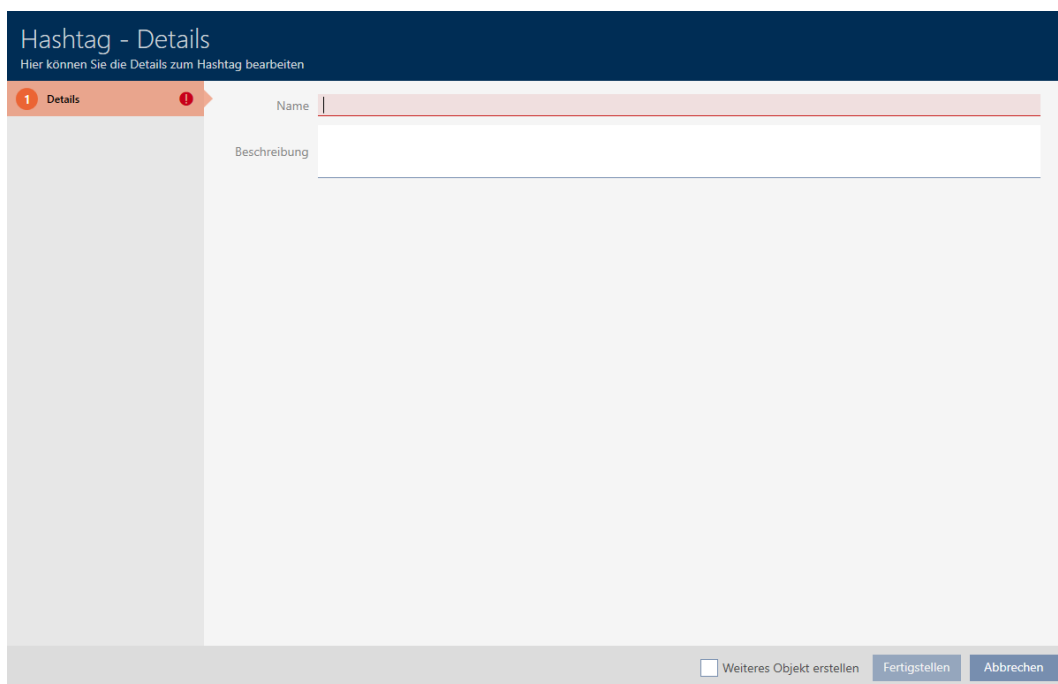 Hashtag - Details
Hier können Sie die Details zum Hashtag bearbeiten
1 Details !
Name
Beschreibung
Weiteres Objekt erstellen Fertigstellen Abbrechen